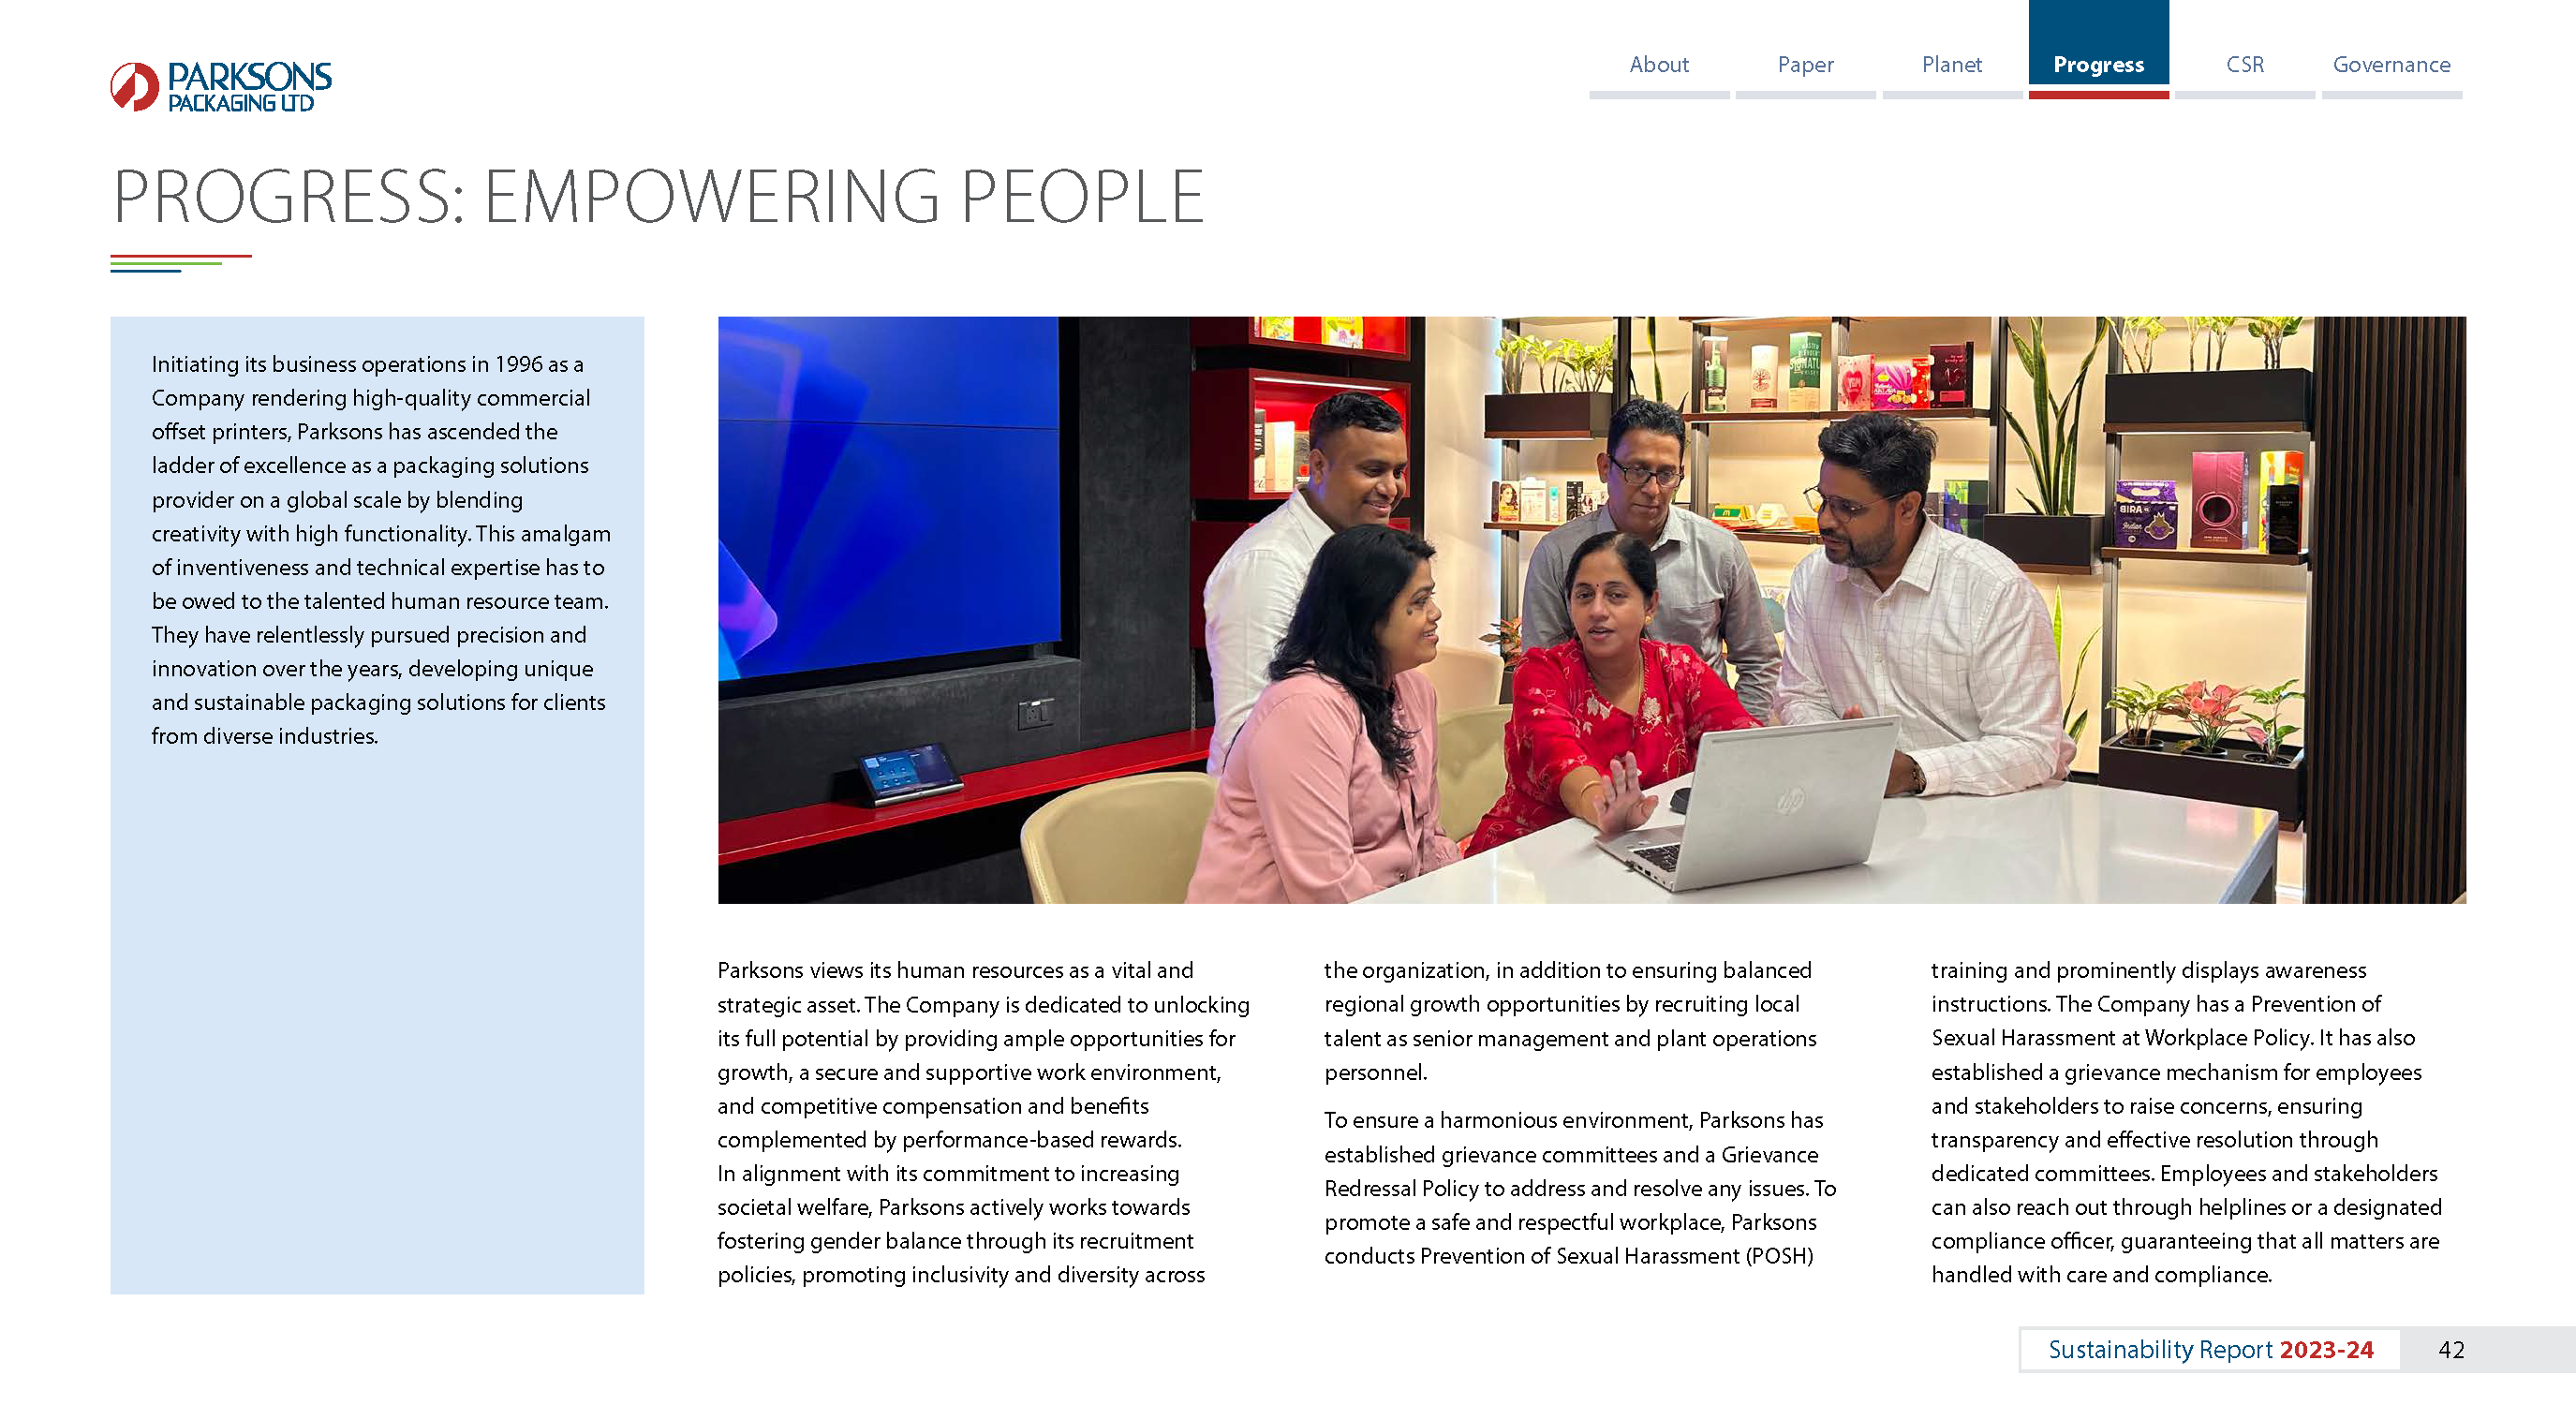 PARKSONS
PACKAGING LTD
About
Paper
Planet
Progress
CSR
Governance
PROGRESS: EMPOWERING PEOPLE
Initiating its business operations in 1996 as a
Company rendering high-quality commercial
offset printers, Parksons has ascended the
ladder of excellence as a packaging solutions
provider on a global scale by blending
creativity with high functionality. This amalgam
of inventiveness and technical expertise has to
be owed to the talented human resource team.
They have relentlessly pursued precision and
innovation over the years, developing unique
and sustainable packaging solutions for clients
from diverse industries.
BIRA
hp
Parksons views its human resources as a vital and
strategic asset. The Company is dedicated to unlocking
its full potential by providing ample opportunities for
growth, a secure and supportive work environment,
and competitive compensation and benefits
complemented by performance-based rewards.
In alignment with its commitment to increasing
societal welfare, Parksons actively works towards
fostering gender balance through its recruitment
policies, promoting inclusivity and diversity across
the organization, in addition to ensuring balanced
regional growth opportunities by recruiting local
talent as senior management and plant operations
personnel.
To ensure a harmonious environment, Parksons has
established grievance committees and a Grievance
Redressal Policy to address and resolve any issues. To
promote a safe and respectful workplace, Parksons
conducts Prevention of Sexual Harassment (POSH)
training and prominently displays awareness
instructions. The Company has a Prevention of
Sexual Harassment at Workplace Policy. It has also
established a grievance mechanism for employees
and stakeholders to raise concerns, ensuring
transparency and effective resolution through
dedicated committees. Employees and stakeholders
can also reach out through helplines or a designated
compliance officer, guaranteeing that all matters are
handled with care and compliance.
Sustainability Report 2023-24
42